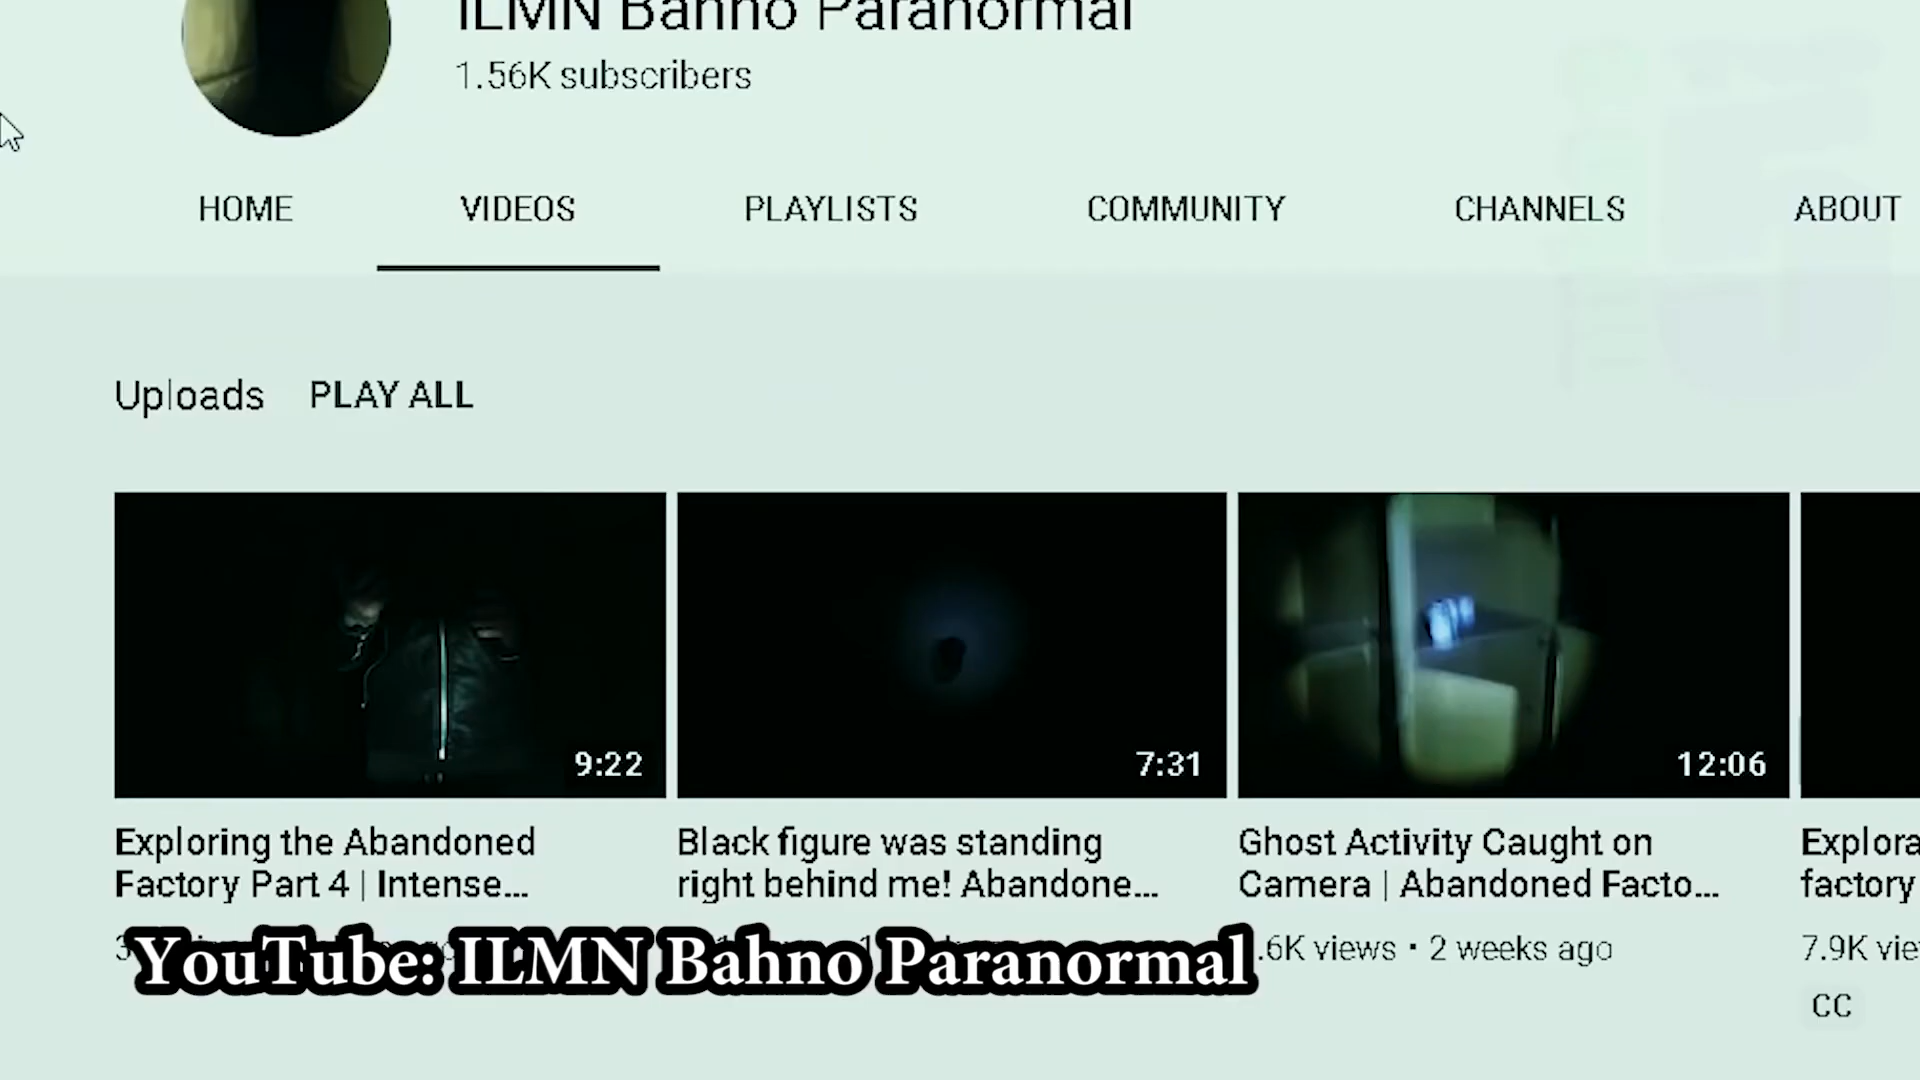 ILMN Bahno Paranormal
1.56K subscribers
HOME VIDEOS PLAYLISTS COMMUNITY CHANNELS ABOUT
Uploads PLAY ALL
9:22 7:31 12:06
Exploring the Abandoned
Factory Part 4 | Intense...
Black figure was standing
right behind me! Abandone...
Ghost Activity Caught on
Camera | Abandoned Facto...
Explora
factory
.6K views • 2 weeks ago
7.9K vie
CC
YouTube: ILMN Bahno Paranormal